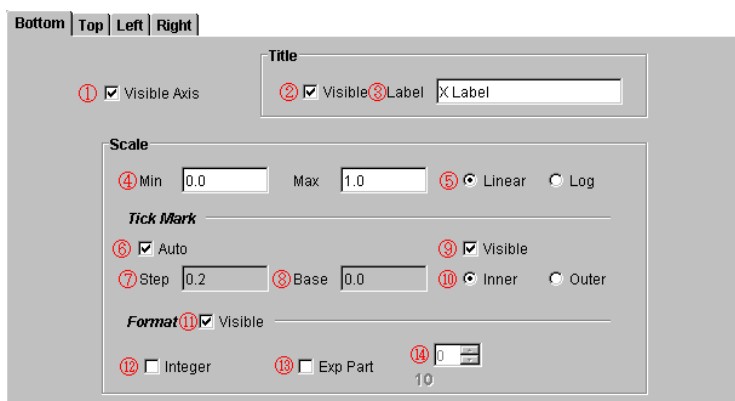 Bottom Top Left Right
Title
① Visible Axis ② Visible ③ Label X Label
Scale
④ Min 0.0 Max 1.0 ⑤ Linear Log
Tick Mark
⑥ Auto ⑨ Visible
⑦ Step 0.2 ⑧ Base 0.0 ⑩ Inner Outer
Format ⑪ Visible
⑫ Integer ⑬ Exp Part ⑭ 0
10